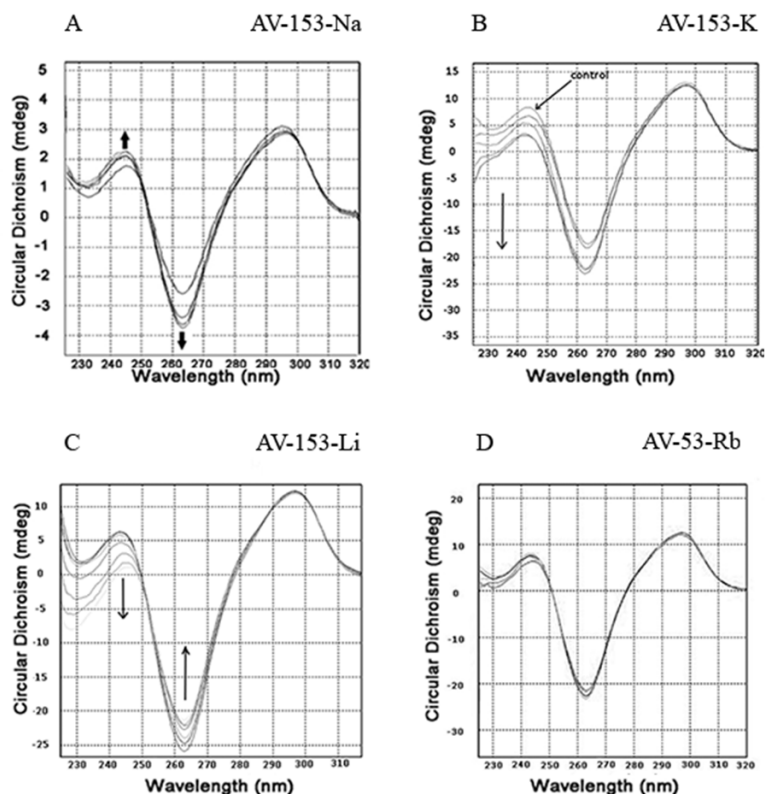 A AV-153-Na
B AV-153-K
5
4
3
2
1
0
-1
-2
-3
-4
Circular Dichroism (mdeg)
230 240 250 260 270 280 290 300 310 320
Wavelength (nm)
15
10
5
0
-5
-10
-15
-20
-25
-30
-35
Circular Dichroism (mdeg)
control
230 240 250 260 270 280 290 300 310 320
Wavelength (nm)
C AV-153-Li
D AV-53-Rb
10
5
0
-5
-10
-15
-20
-25
Circular Dichroism (mdeg)
230 240 250 260 270 280 290 300 310
Wavelength (nm)
20
10
0
-10
-20
-30
Circular Dichroism (mdeg)
230 240 250 260 270 280 290 300 310 320
Wavelength (nm)